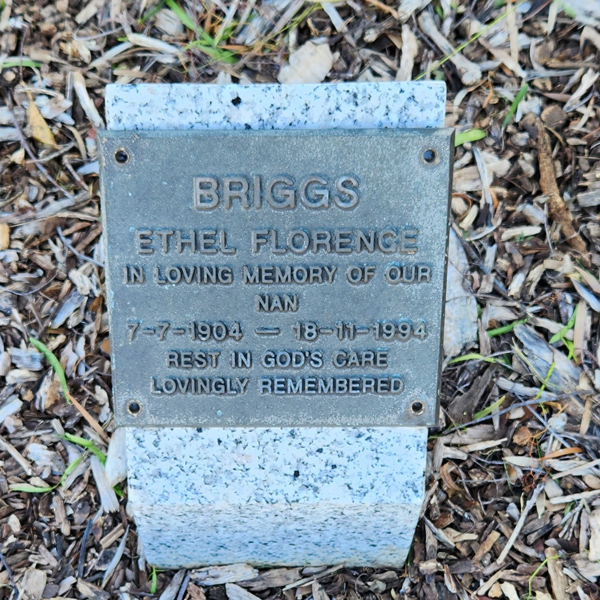 BRIGGS
ETHEL FLORENCE
IN LOVING MEMORY OF OUR
NAN
7-7-1904 — 18-11-1994
REST IN GOD'S CARE
LOVINGLY REMEMBERED